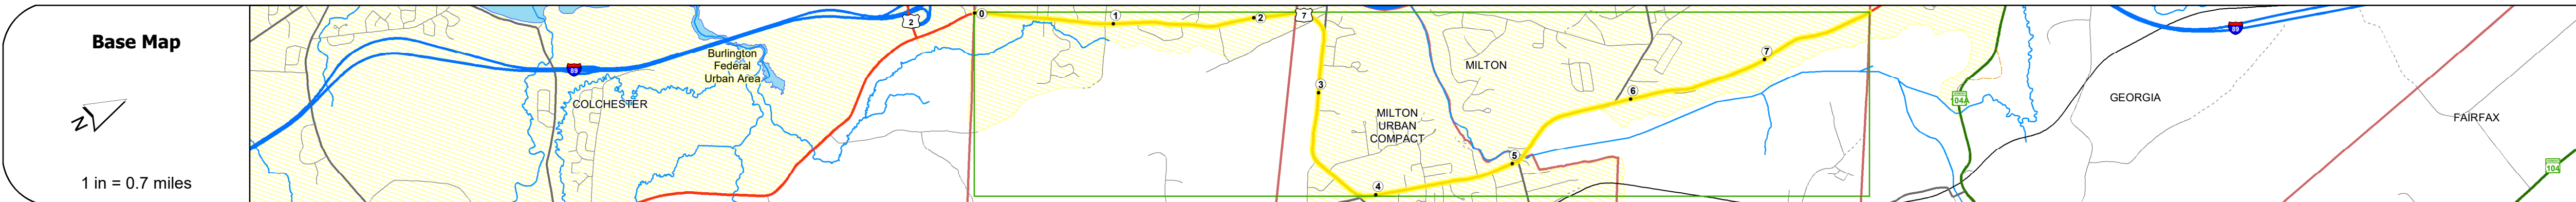 Base Map
N
1 in = 0.7 miles
89
COLCHESTER
Burlington
Federal
Urban Area
2
0
1
2
7
3
MILTON
URBAN
COMPACT
4
MILTON
5
6
7
104A
GEORGIA
89
FAIRFAX
104